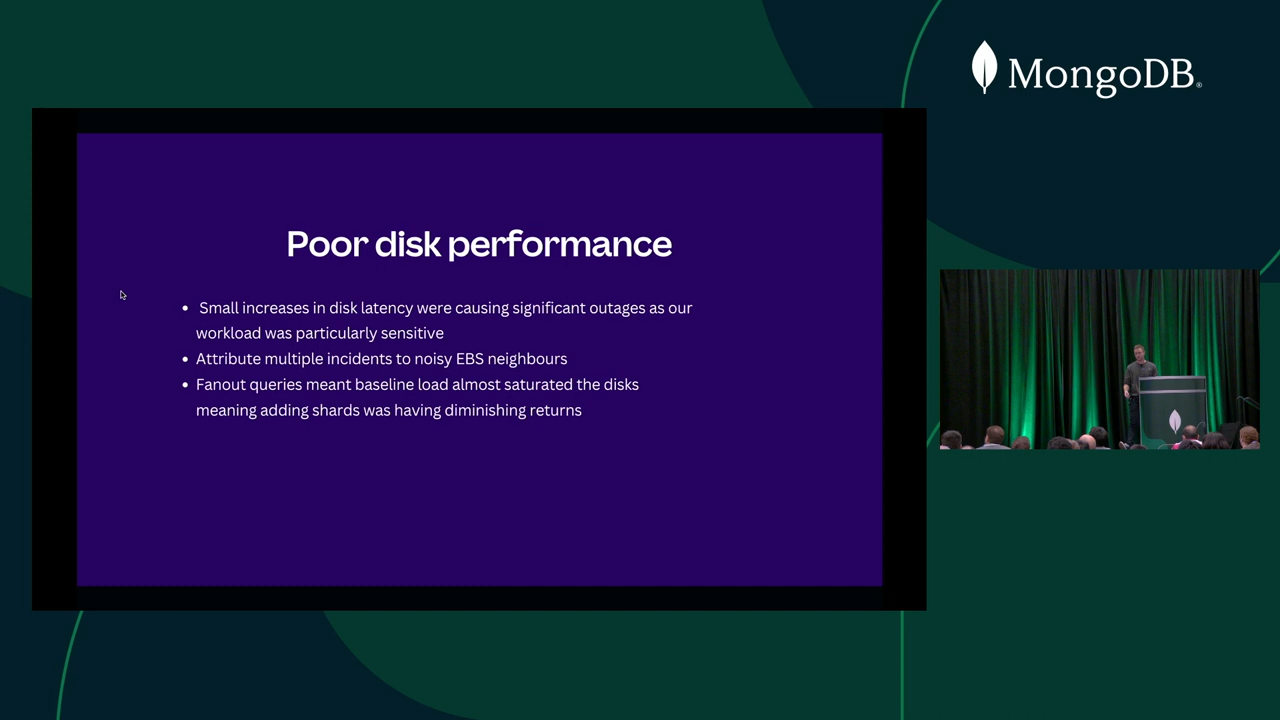 MongoDB®
Poor disk performance
• Small increases in disk latency were causing significant outages as our
workload was particularly sensitive
• Attribute multiple incidents to noisy EBS neighbours
• Fanout queries meant baseline load almost saturated the disks
meaning adding shards was having diminishing returns